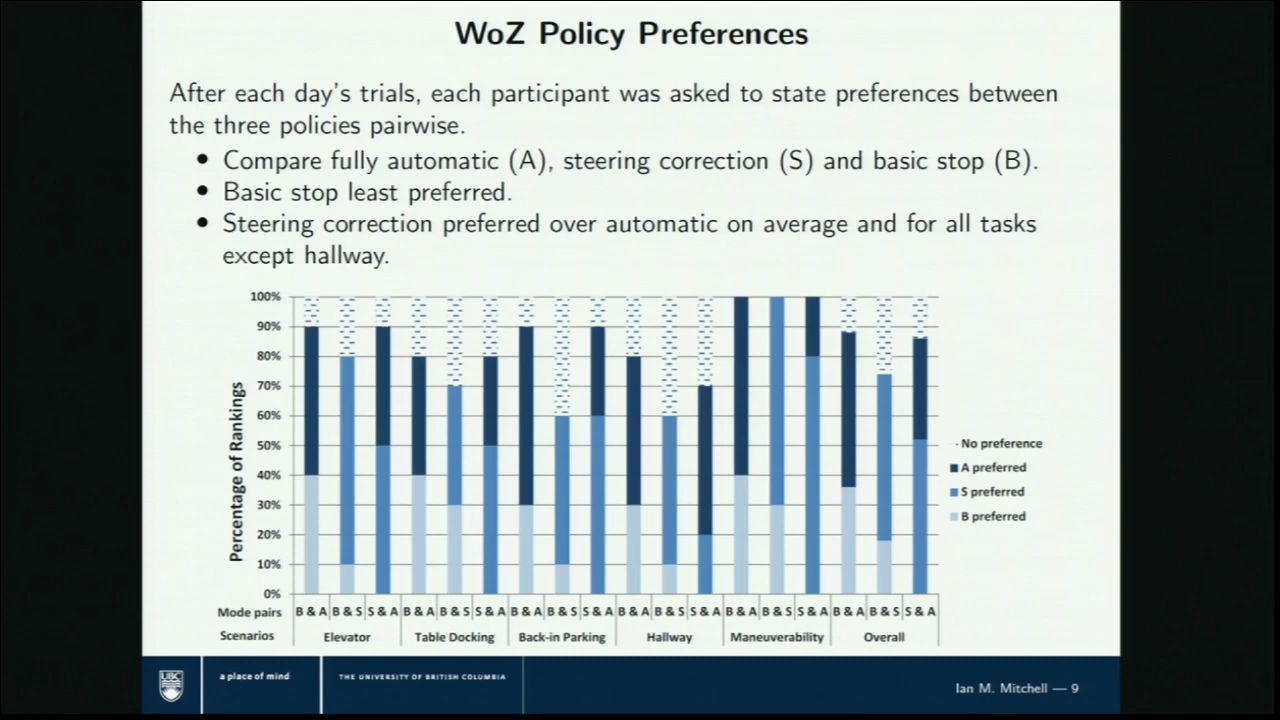 WoZ Policy Preferences
After each day's trials, each participant was asked to state preferences between
the three policies pairwise.
• Compare fully automatic (A), steering correction (S) and basic stop (B).
• Basic stop least preferred.
• Steering correction preferred over automatic on average and for all tasks
except hallway.
Percentage of Rankings
100%
90%
80%
70%
60%
50%
40%
30%
20%
10%
0%
No preference
A preferred
S preferred
B preferred
Mode pairs B & A B & S S & A B & A B & S S & A B & A B & S S & A B & A B & S S & A B & A B & S S & A B & A B & S S & A
Scenarios Elevator Table Docking Back-in Parking Hallway Maneuverability Overall
UBC a place of mind THE UNIVERSITY OF BRITISH COLUMBIA
Ian M. Mitchell — 9